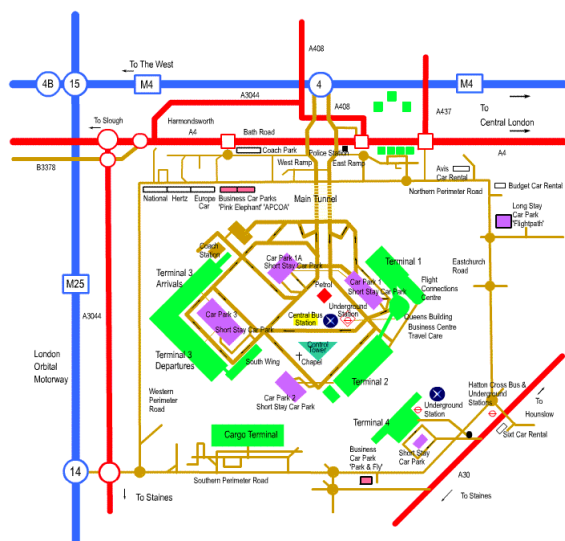 A408
To The West
4B
15
M4
4
M4
A3044
A408
A437
To
Central London
To Slough
Harmondsworth
A4
Bath Road
Police Station
Coach Park
West Ramp
East Ramp
A4
B3378
Avis
Car Rental
National
Hertz
Europe
Car
Business Car Parks
'Pink Elephant' 'APCOA'
Main Tunnel
Northern Perimeter Road
Budget Car Rental
Long Stay
Car Park
'Flightpath'
Coach
Station
Car Park 1A
Short Stay Car Park
Terminal 1
Eastchurch
Road
Terminal 3
Arrivals
Petrol
Car Park 1
Short Stay Car Park
Flight
Connections
Centre
M25
A3044
Car Park 3
Short Stay Car Park
Central Bus
Station
Underground
Station
Queens Building
Business Centre
Travel Care
London
Orbital
Motorway
Terminal 3
Departures
South Wing
Control
Tower
Chapel
Terminal 2
Western
Perimeter
Road
Car Park 2
Short Stay Car Park
Hatton Cross Bus &
Underground
Stations
To
Hounslow
Underground
Station
Terminal 4
Sixt Car Rental
Cargo Terminal
Business
Car Park
'Park & Fly'
Short Stay
Car Park
14
Southern Perimeter Road
A30
To Staines
To Staines